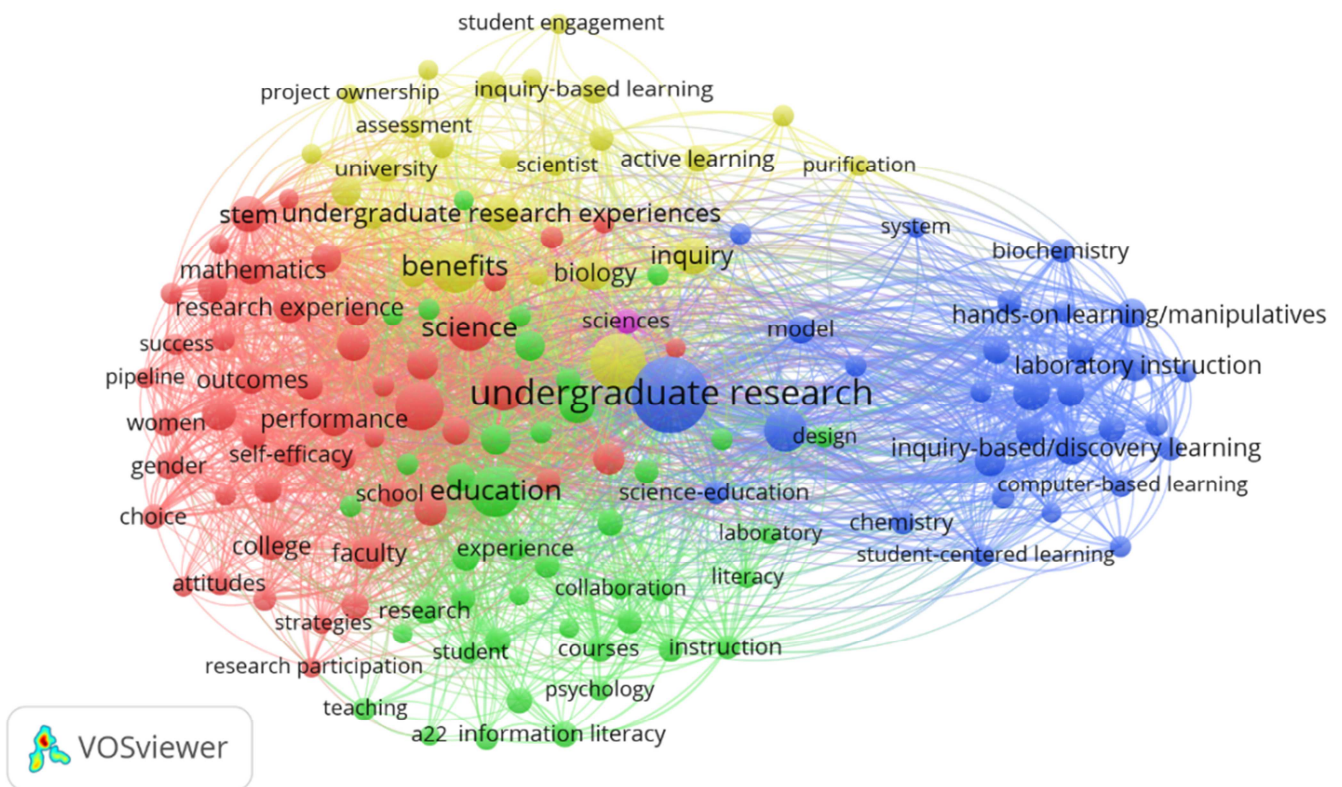 student engagement
project ownership
inquiry-based learning
assessment
university
scientist
active learning
purification
stem
undergraduate research experiences
system
biochemistry
mathematics
benefits
biology
inquiry
research experience
science
sciences
model
hands-on learning/manipulatives
success
pipeline
outcomes
laboratory instruction
undergraduate research
women
performance
design
gender
self-efficacy
inquiry-based/discovery learning
school
education
science-education
computer-based learning
choice
college
faculty
experience
laboratory
chemistry
student-centered learning
attitudes
collaboration
literacy
strategies
research
student
courses
instruction
research participation
psychology
teaching
a22
information literacy
VOSviewer